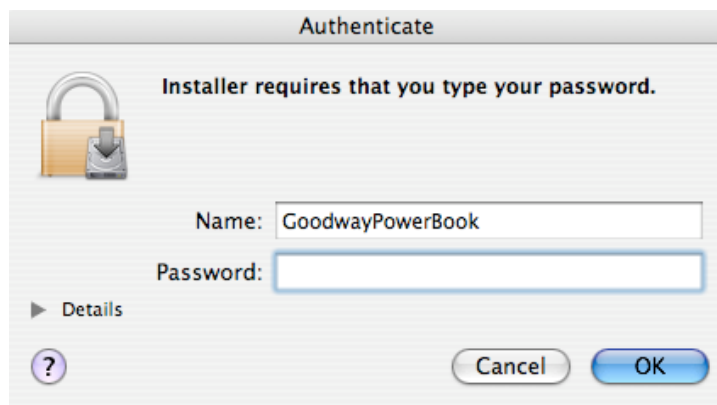 Authenticate
Installer requires that you type your password.
Name: GoodwayPowerBook
Password:
Details
?
Cancel OK